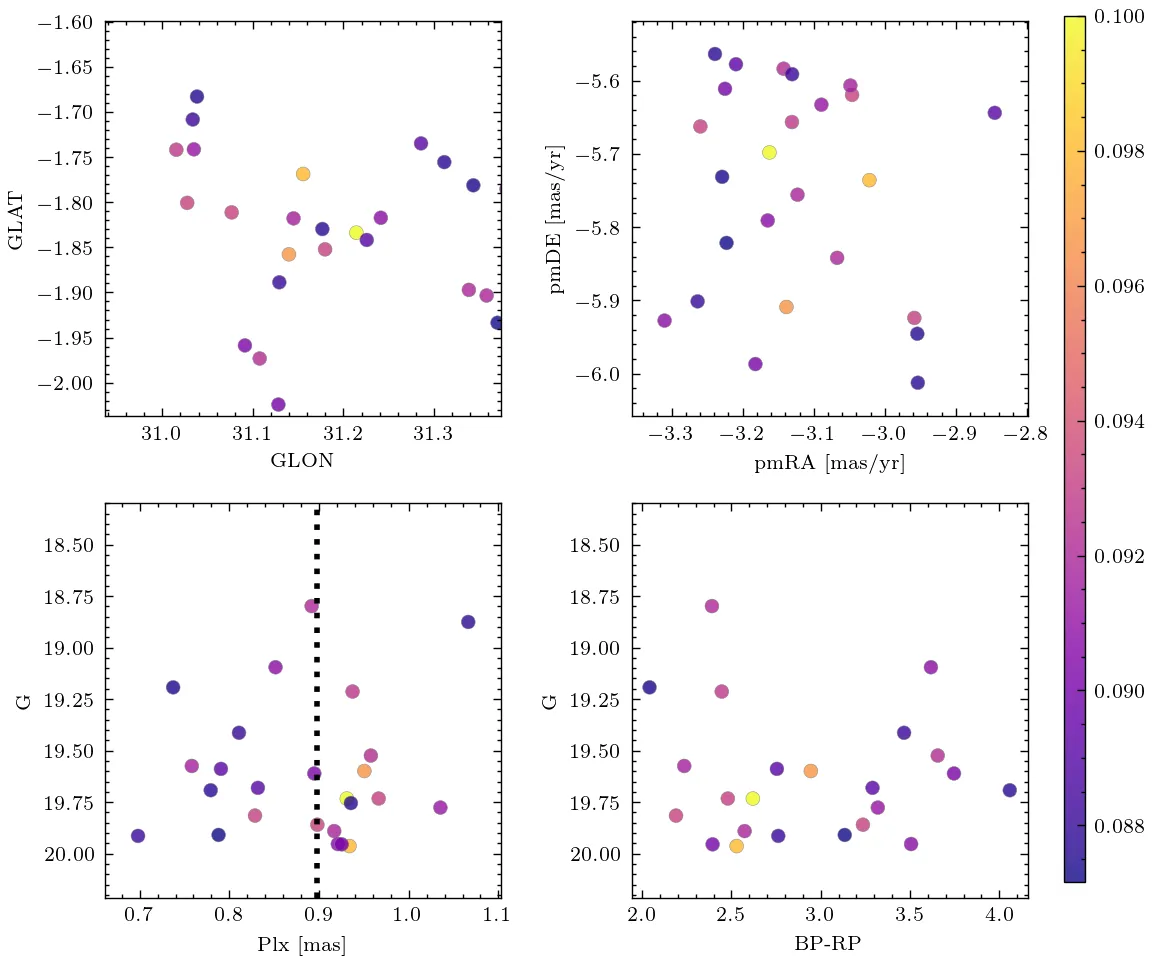 −1.60
−1.65
−1.70
−1.75
−1.80
−1.85
−1.90
−1.95
−2.00
GLAT
31.0 31.1 31.2 31.3
GLON
−5.6
−5.7
−5.8
−5.9
−6.0
pmDE [mas/yr]
−3.3 −3.2 −3.1 −3.0 −2.9 −2.8
pmRA [mas/yr]
18.50
18.75
19.00
19.25
19.50
19.75
20.00
G
0.7 0.8 0.9 1.0 1.1
Plx [mas]
18.50
18.75
19.00
19.25
19.50
19.75
20.00
G
2.0 2.5 3.0 3.5 4.0
BP-RP
0.100
0.098
0.096
0.094
0.092
0.090
0.088